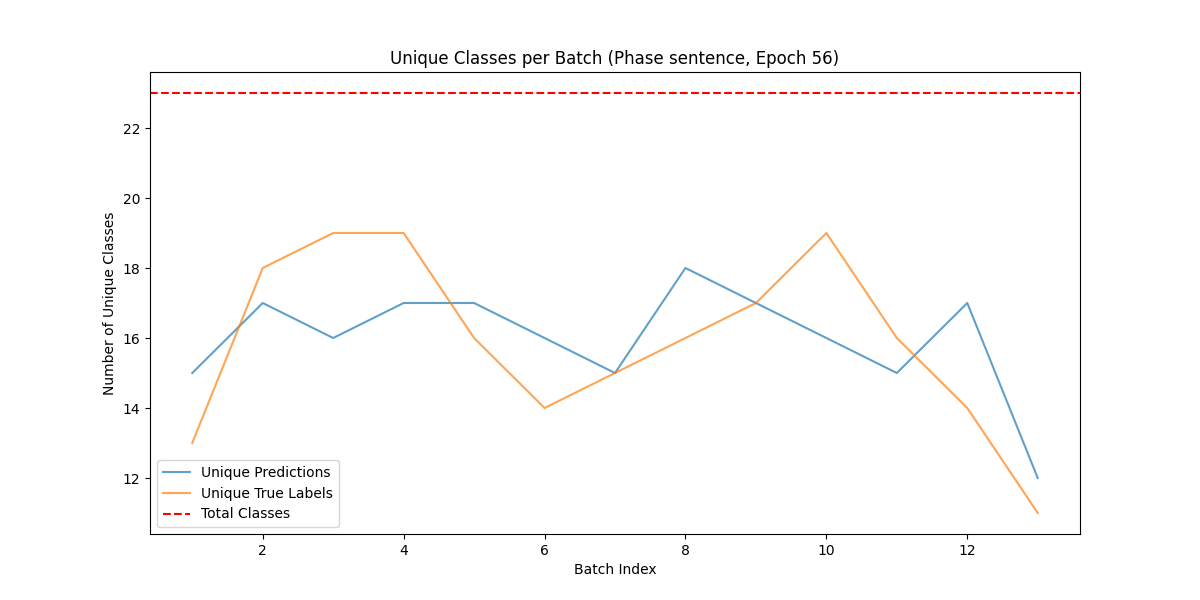 Unique Classes per Batch (Phase sentence, Epoch 56)
Number of Unique Classes
22
20
18
16
14
12
Unique Predictions
Unique True Labels
Total Classes
2 4 6 8 10 12
Batch Index